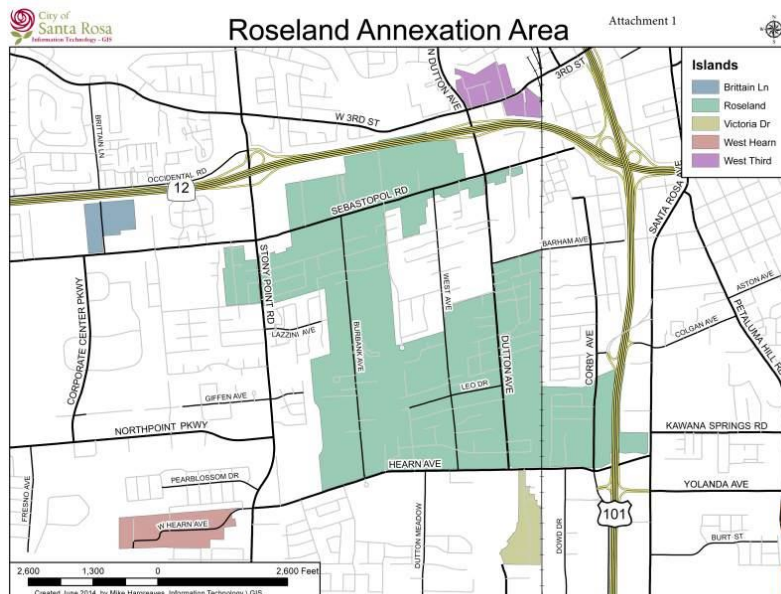 City of
Santa Rosa
Information Technology - GIS
Roseland Annexation Area
Attachment 1
Islands
Brittain Ln
Roseland
Victoria Dr
West Hearn
West Third
N DUTTON AVE
3RD ST
W 3RD ST
BRITTAIN LN
OCCIDENTAL RD
12
SEBASTOPOL RD
SANTA ROSA AVE
STONY POINT RD
BARHAM AVE
CORPORATE CENTER PKWY
WEST AVE
ASTON AVE
BURBANK AVE
LAZZINI AVE
DUTTON AVE
CORBY AVE
COLGAN AVE
PETALUMA HILL RD
LEO DR
GIFFEN AVE
NORTHPOINT PKWY
KAWANA SPRINGS RD
HEARN AVE
PEARBLOSSOM DR
YOLANDA AVE
FRESNO AVE
W HEARN AVE
DUTTON MEADOW
DOWD DR
101
BURT ST
2,600 1,300 0 2,600 Feet
Created June 2014, by Mike Hargreaves, Information Technology \ GIS